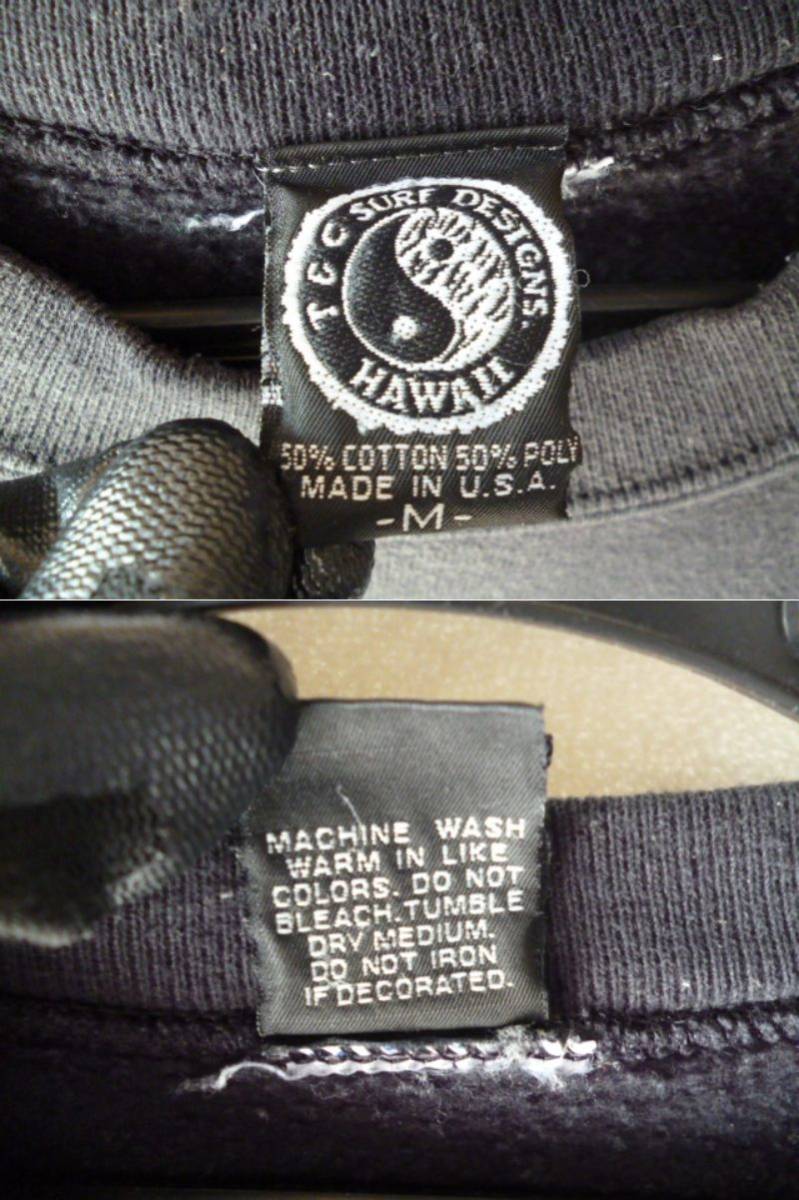 T & C SURF DESIGNS.
HAWAII
50% COTTON 50% POLY
MADE IN U.S.A.
-M-
MACHINE WASH
WARM IN LIKE
COLORS. DO NOT
BLEACH. TUMBLE
DRY MEDIUM.
DO NOT IRON
IF DECORATED.